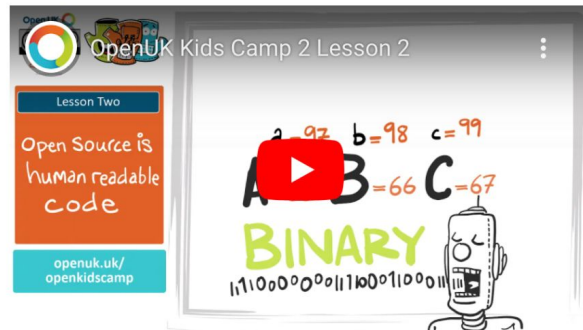 OpenUK
OpenUK Kids Camp 2 Lesson 2
Lesson Two
Open Source is
human readable
code
openuk.uk/
openkidscamp
a=97 b=98 c=99
A B=66 C=67
BINARY